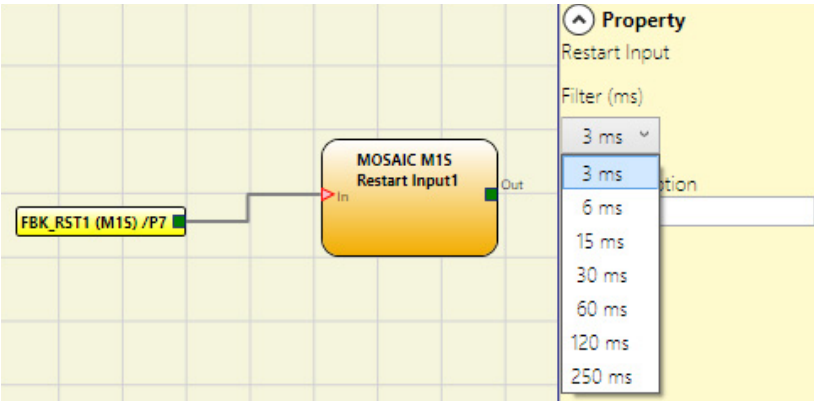 Property
Restart Input
Filter (ms)
3 ms
3 ms
6 ms
15 ms
30 ms
60 ms
120 ms
250 ms
MOSAIC M1S
Restart Input1
In
Out
FBK_RST1 (M1S) /P7